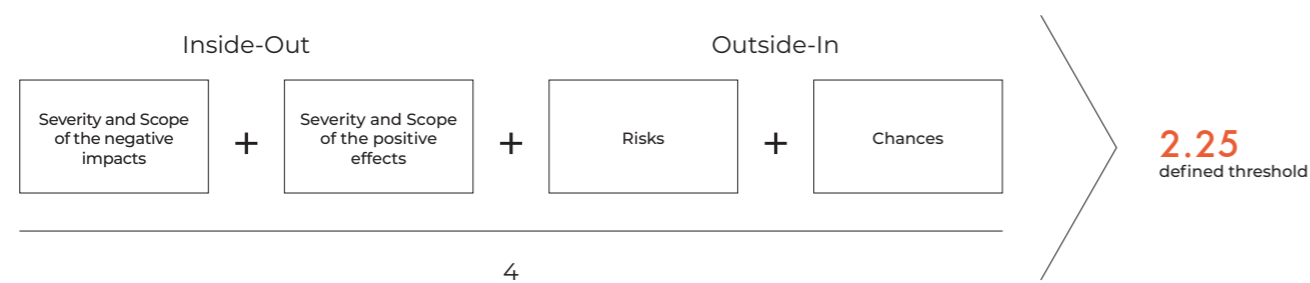 Inside-Out
Outside-In
Severity and Scope
of the negative
impacts
+
Severity and Scope
of the positive
effects
+
Risks
+
Chances
4
2.25
defined threshold